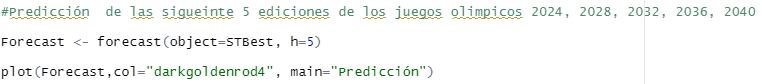 #Predicción  de las sigueinte 5 ediciones de los juegos olimpicos 2024, 2028, 2032, 2036, 2040
Forecast <- forecast(object=STBest, h=5)
plot(Forecast,col="darkgoldenrod4", main="Predicción")